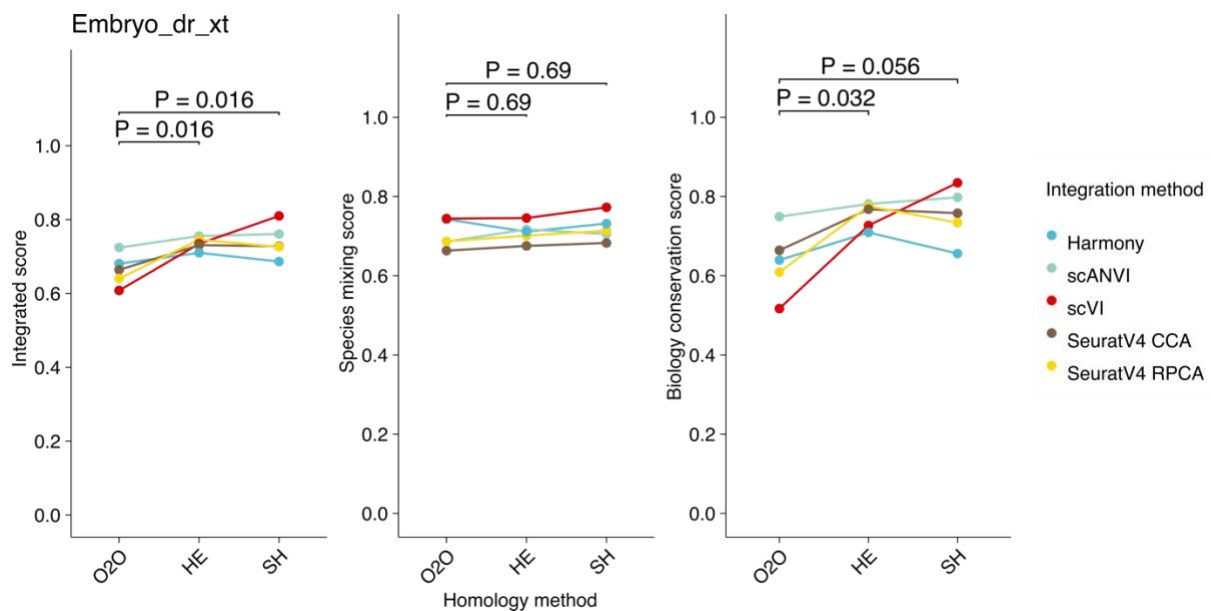 Embryo_dr_xt
Integrated score
1.0
0.8
0.6
0.4
0.2
0.0
P = 0.016
P = 0.016
O2O
HE
SH
Species mixing score
1.0
0.8
0.6
0.4
0.2
0.0
P = 0.69
P = 0.69
O2O
HE
SH
Homology method
Biology conservation score
1.0
0.8
0.6
0.4
0.2
0.0
P = 0.056
P = 0.032
O2O
HE
SH
Integration method
Harmony
scANVI
scVI
SeuratV4 CCA
SeuratV4 RPCA